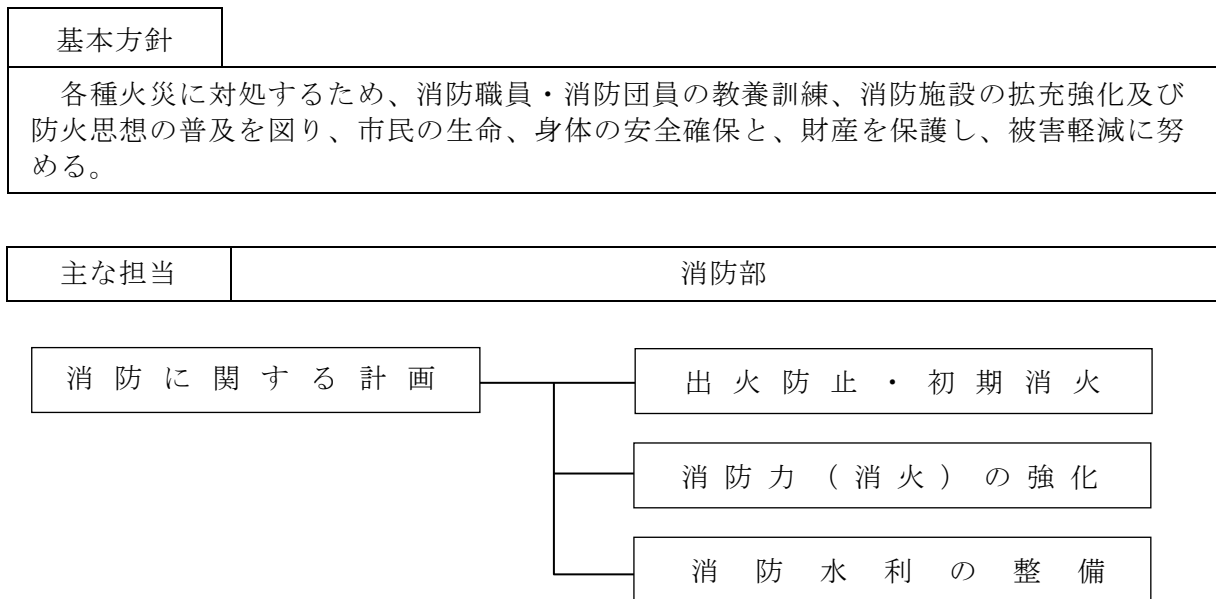 基本方針
各種火災に対処するため、消防職員・消防団員の教養訓練、消防施設の拡充強化及び
防火思想の普及を図り、市民の生命、身体の安全確保と、財産を保護し、被害軽減に努
める。
主な担当 消防部
消防に関する計画
出火防止・初期消火
消防力（消火）の強化
消防水利の整備